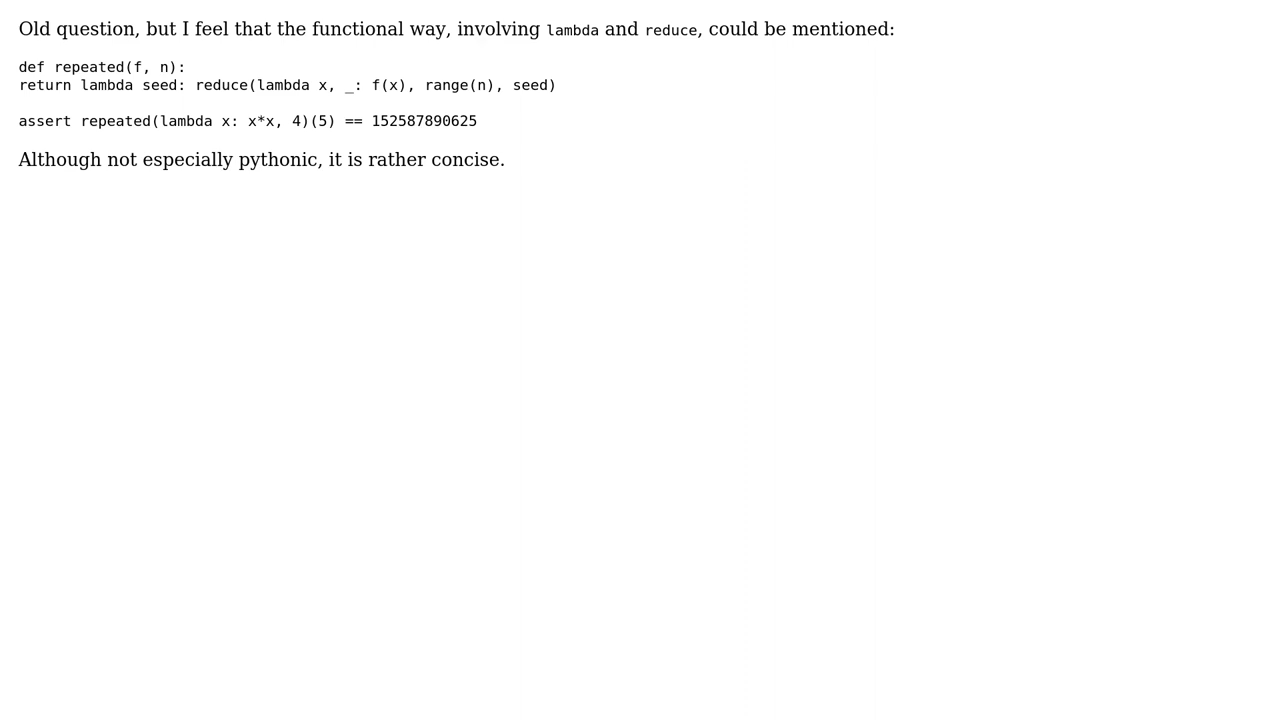 Old question, but I feel that the functional way, involving lambda and reduce, could be mentioned:
def repeated(f, n):
return lambda seed: reduce(lambda x, _: f(x), range(n), seed)
assert repeated(lambda x: x*x, 4)(5) == 152587890625
Although not especially pythonic, it is rather concise.